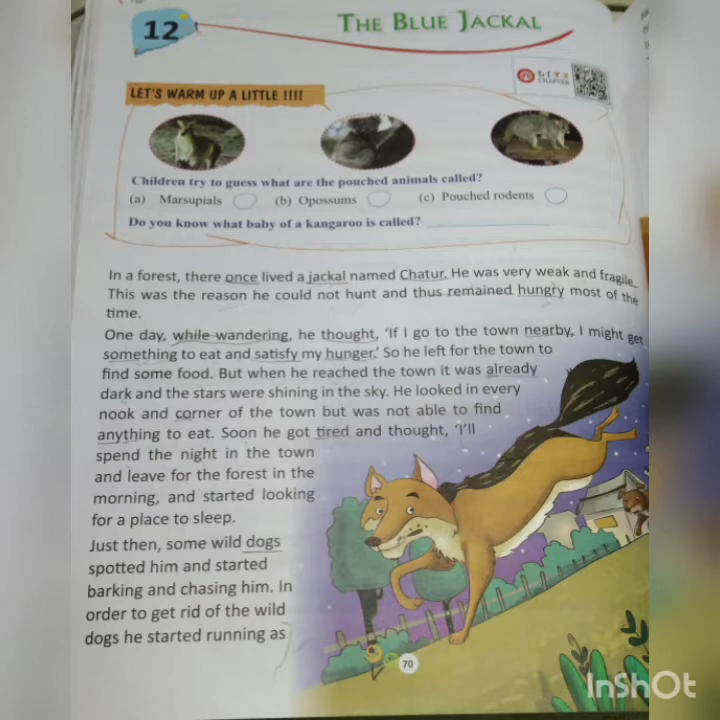 12
THE BLUE JACKAL
LIVE
CHAPTER
LET'S WARM UP A LITTLE !!!!
Children try to guess what are the pouched animals called?
(a) Marsupials (b) Opossums (c) Pouched rodents
Do you know what baby of a kangaroo is called?
In a forest, there once lived a jackal named Chatur. He was very weak and fragile.
This was the reason he could not hunt and thus remained hungry most of the
time.
One day, while wandering, he thought, 'If I go to the town nearby, I might get
something to eat and satisfy my hunger.' So he left for the town to
find some food. But when he reached the town it was already
dark and the stars were shining in the sky. He looked in every
nook and corner of the town but was not able to find
anything to eat. Soon he got tired and thought, 'I'll
spend the night in the town
and leave for the forest in the
morning, and started looking
for a place to sleep.
Just then, some wild dogs
spotted him and started
barking and chasing him. In
order to get rid of the wild
dogs he started running as
70
InShOt